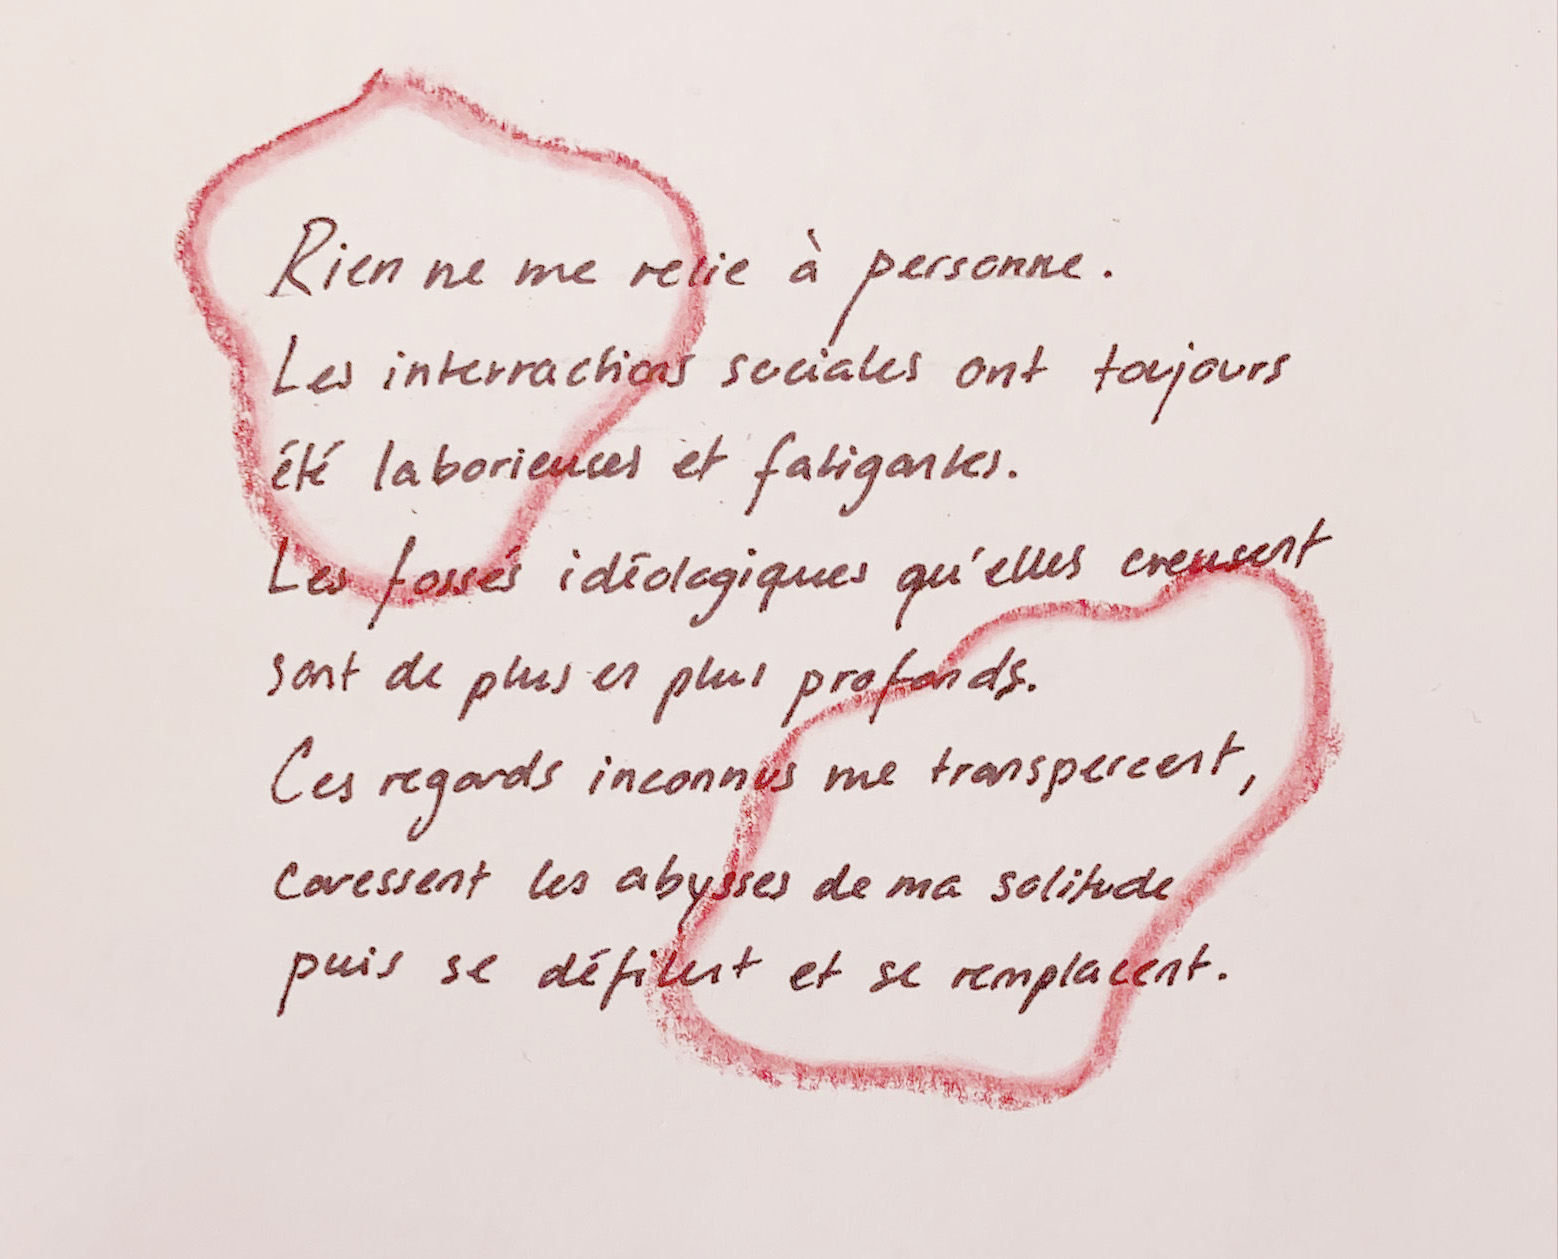 Rien ne me relie à personne.
Les interractions sociales ont toujours
été laborieuses et fatigantes.
Les fossés idéologiques qu'elles creusent
sont de plus en plus profonds.
Ces regards inconnus me transpercent,
caressent les abysses de ma solitude
puis se défilent et se remplacent.